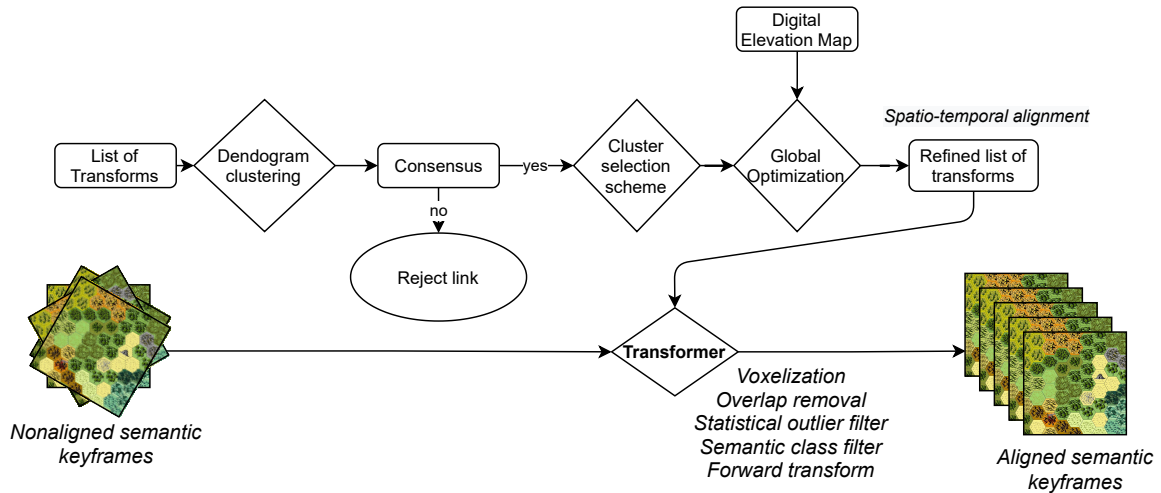 Digital
Elevation Map
Spatio-temporal alignment
List of
Transforms
Dendogram
clustering
Consensus
yes
Cluster
selection
scheme
Global
Optimization
Refined list of
transforms
no
Reject link
Transformer
Voxelization
Overlap removal
Statistical outlier filter
Semantic class filter
Forward transform
Nonaligned semantic
keyframes
Aligned semantic
keyframes